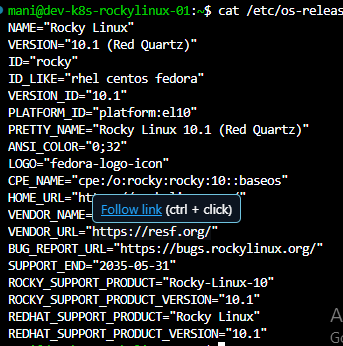 mani@dev-k8s-rockylinux-01:~$ cat /etc/os-releas
NAME="Rocky Linux"
VERSION="10.1 (Red Quartz)"
ID="rocky"
ID_LIKE="rhel centos fedora"
VERSION_ID="10.1"
PLATFORM_ID="platform:el10"
PRETTY_NAME="Rocky Linux 10.1 (Red Quartz)"
ANSI_COLOR="0;32"
LOGO="fedora-logo-icon"
CPE_NAME="cpe:/o:rocky:rocky:10::baseos"
HOME_URL="
VENDOR_NAME=
Follow link (ctrl + click)
VENDOR_URL="https://resf.org/"
BUG_REPORT_URL="https://bugs.rockylinux.org/"
SUPPORT_END="2035-05-31"
ROCKY_SUPPORT_PRODUCT="Rocky-Linux-10"
ROCKY_SUPPORT_PRODUCT_VERSION="10.1"
REDHAT_SUPPORT_PRODUCT="Rocky Linux"
REDHAT_SUPPORT_PRODUCT_VERSION="10.1"
A
Go